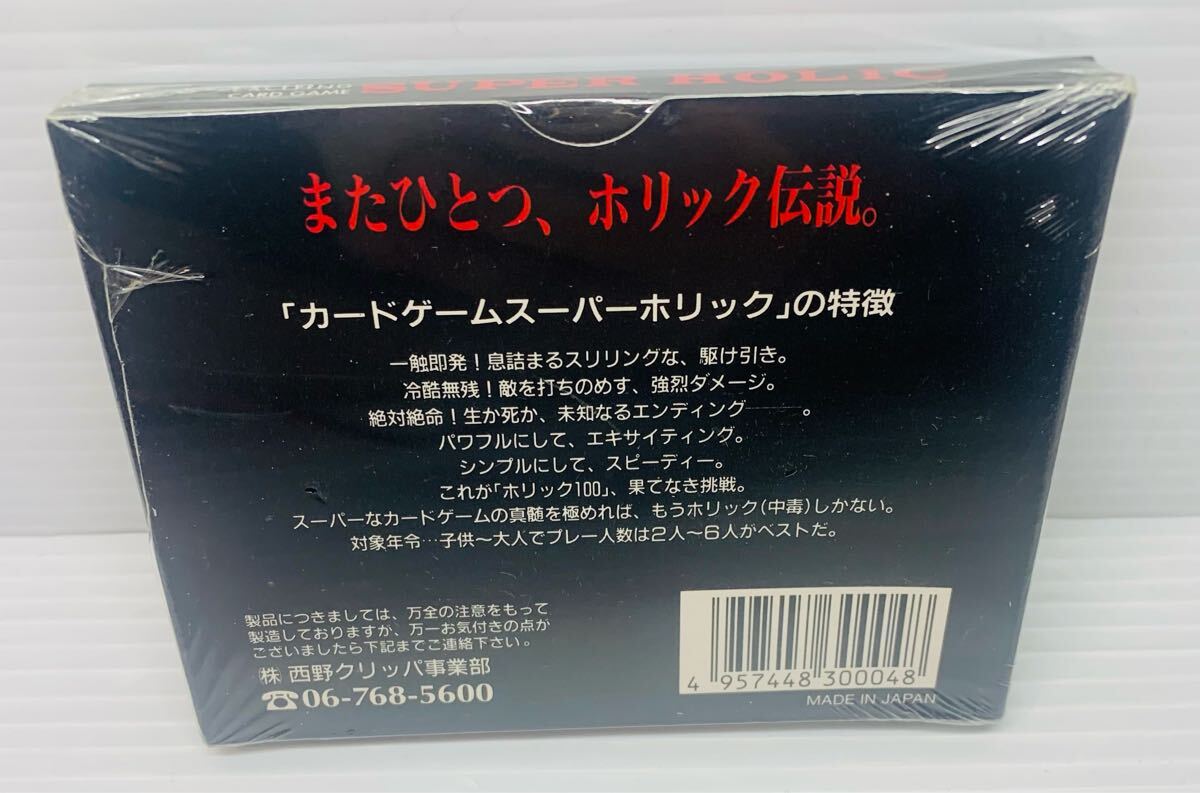 CARD GAME SUPER HOLIC
またひとつ、ホリック伝説。
「カードゲームスーパーホリック」の特徴
一触即発!息詰まるスリリングな、駆け引き。
冷酷無残!敵を打ちのめす、強烈ダメージ。
絶対絶命!生か死か、未知なるエンディング───。
パワフルにして、エキサイティング。
シンプルにして、スピーディー。
これが「ホリック100」、果てなき挑戦。
スーパーなカードゲームの真髄を極めれば、もうホリック(中毒)しかない。
対象年令…子供~大人でプレー人数は2人~6人がベストだ。
製品につきましては、万全の注意をもって
製造しておりますが、万一お気付きの点が
ございましたら下記までご連絡下さい。
㈱西野クリッパ事業部
☎06-768-5600
4 957448 300048
MADE IN JAPAN